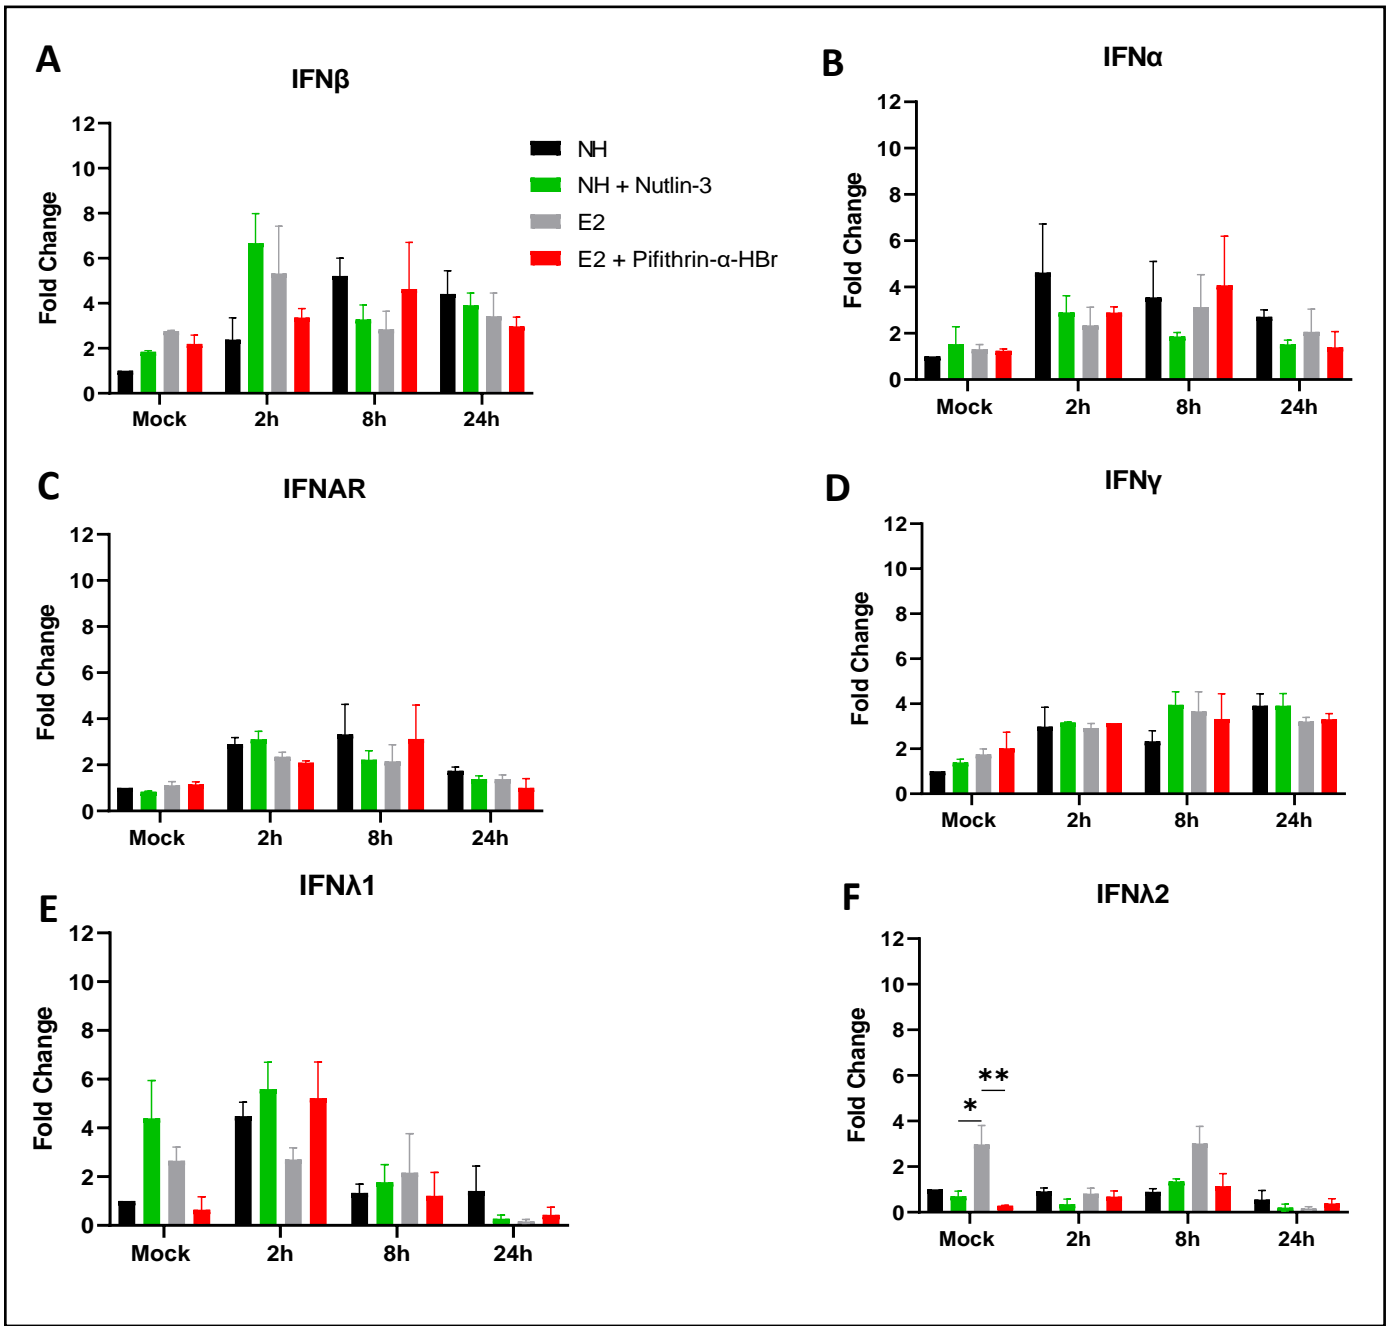 A
IFNβ
Fold Change
12
10
8
6
4
2
0
Mock 2h 8h 24h
NH
NH + Nutlin-3
E2
E2 + Pifithrin-α-HBr
B
IFNα
Fold Change
12
10
8
6
4
2
0
Mock 2h 8h 24h
C
IFNAR
Fold Change
12
10
8
6
4
2
0
Mock 2h 8h 24h
D
IFNγ
Fold Change
12
10
8
6
4
2
0
Mock 2h 8h 24h
E
IFNλ1
Fold Change
12
10
8
6
4
2
0
Mock 2h 8h 24h
F
IFNλ2
Fold Change
12
10
8
6
4
2
0
**
*
Mock 2h 8h 24h